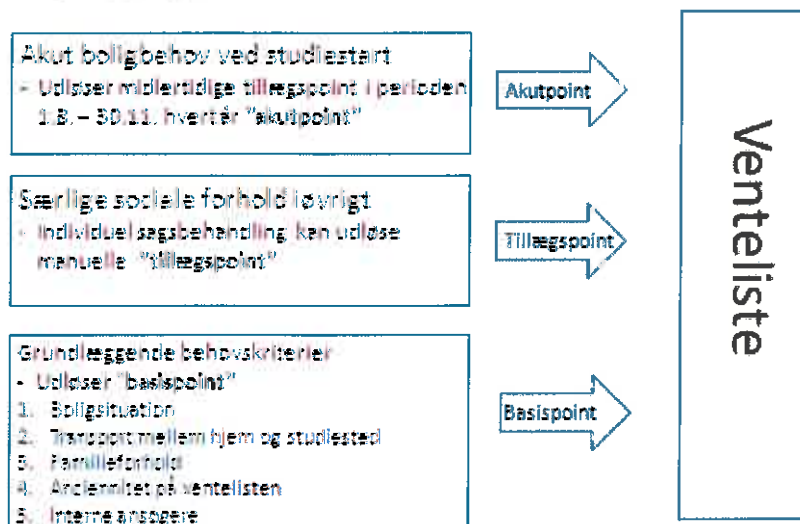 Akut boligbehov ved studiestart
- Udløser midlertidige tillægspoint i perioden
1.8. – 30.11. hvert år "akutpoint"
Akutpoint
Særlige sociale forhold iøvrigt
- Individuel sagsbehandling kan udløse
manuelle "tillægspoint"
Tillægspoint
Grundlæggende behovskriterier
- Udløser "basispoint"
1. Boligsituation
2. Transport mellem hjem og studiested
3. Familieforhold
4. Anciennitet på ventelisten
5. Interne ansøgere
Basispoint
Venteliste